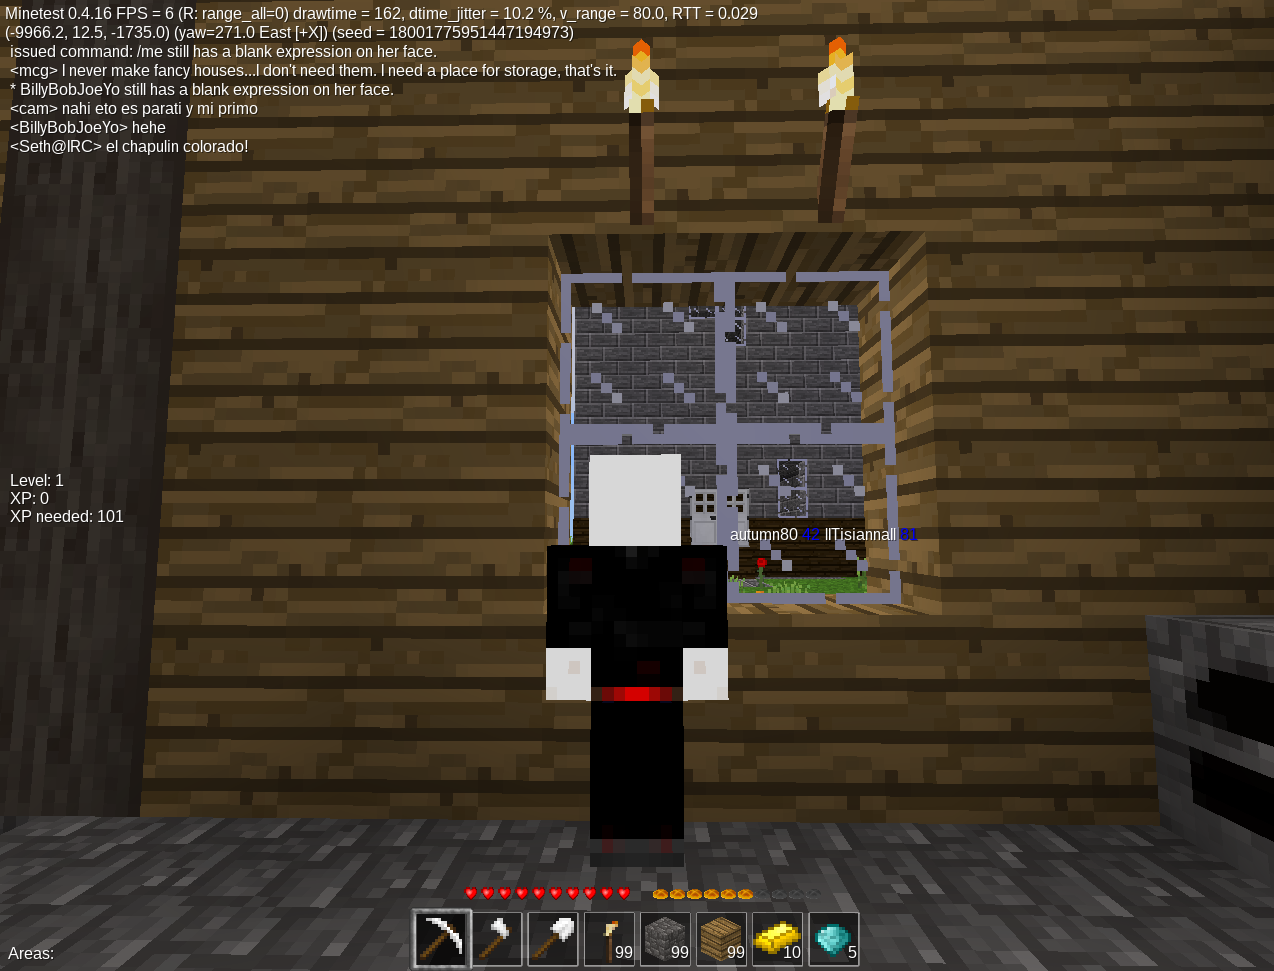 Minetest 0.4.16 FPS = 6 (R: range_all=0) drawtime = 162, dtime_jitter = 10.2 %, v_range = 80.0, RTT = 0.029
(-9966.2, 12.5, -1735.0) (yaw=271.0 East [+X]) (seed = 18001775951447194973)
issued command: /me still has a blank expression on her face.
<mcg> I never make fancy houses...I don't need them. I need a place for storage, that's it.
* BillyBobJoeYo still has a blank expression on her face.
<cam> nahi eto es parati y mi primo
<BillyBobJoeYo> hehe
<Seth@IRC> el chapulin colorado!
Level: 1
XP: 0
XP needed: 101
autumn80 42 llTisiannall 81
99 99 99 10 5
Areas: